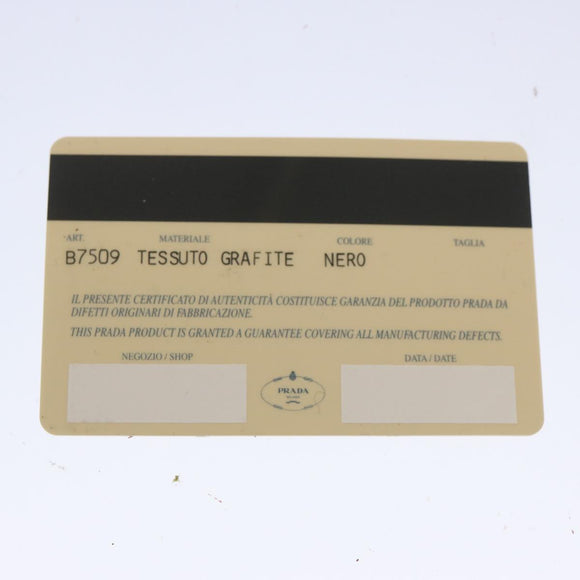 ART. MATERIALE COLORE TAGLIA
B7509 TESSUTO GRAFITE NERO
IL PRESENTE CERTIFICATO DI AUTENTICITÀ COSTITUISCE GARANZIA DEL PRODOTTO PRADA DA
DIFETTI ORIGINARI DI FABBRICAZIONE.
THIS PRADA PRODUCT IS GRANTED A GUARANTEE COVERING ALL MANUFACTURING DEFECTS.
NEGOZIO / SHOP DATA / DATE
PRADA
MILANO